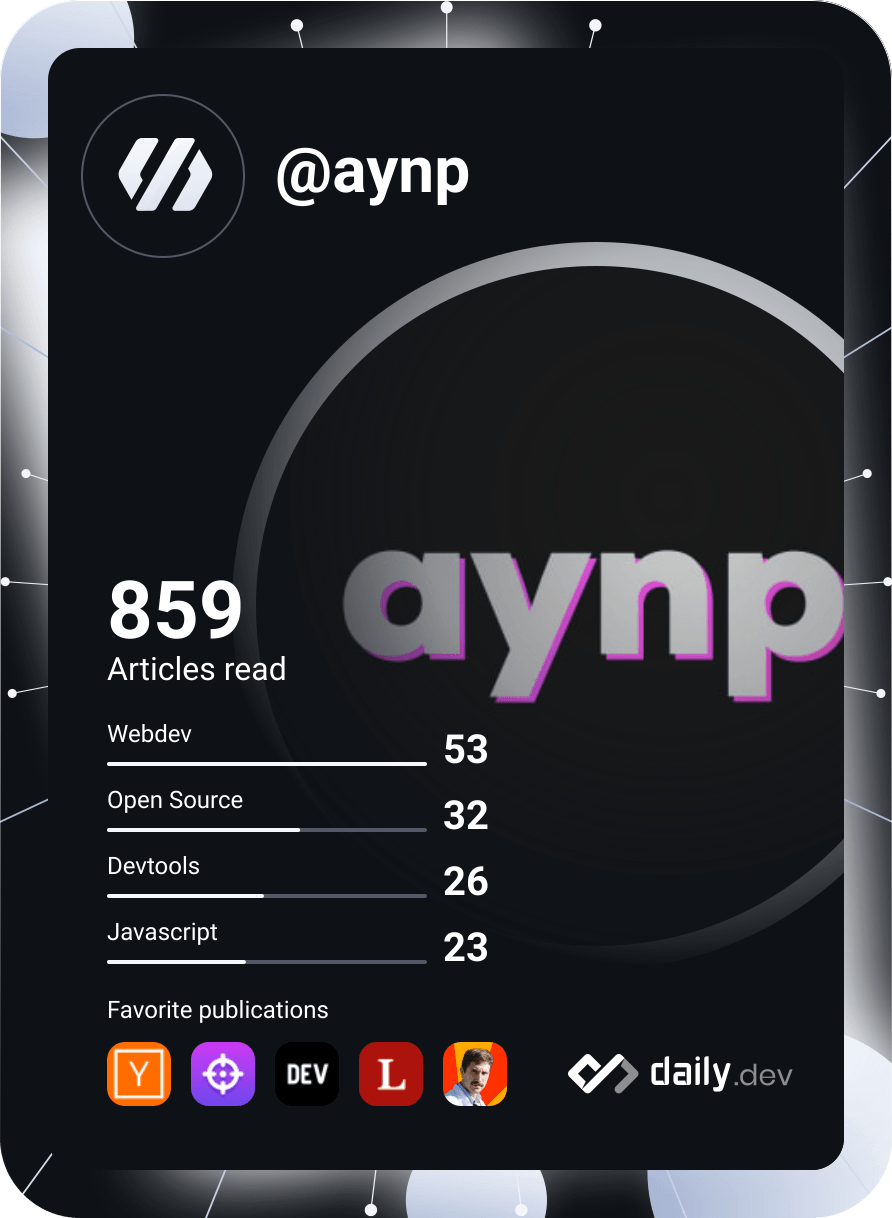 @aynp
aynp
859
Articles read
Webdev
53
Open Source
32
Devtools
26
Javascript
23
Favorite publications
Y
DEV
L
daily.dev